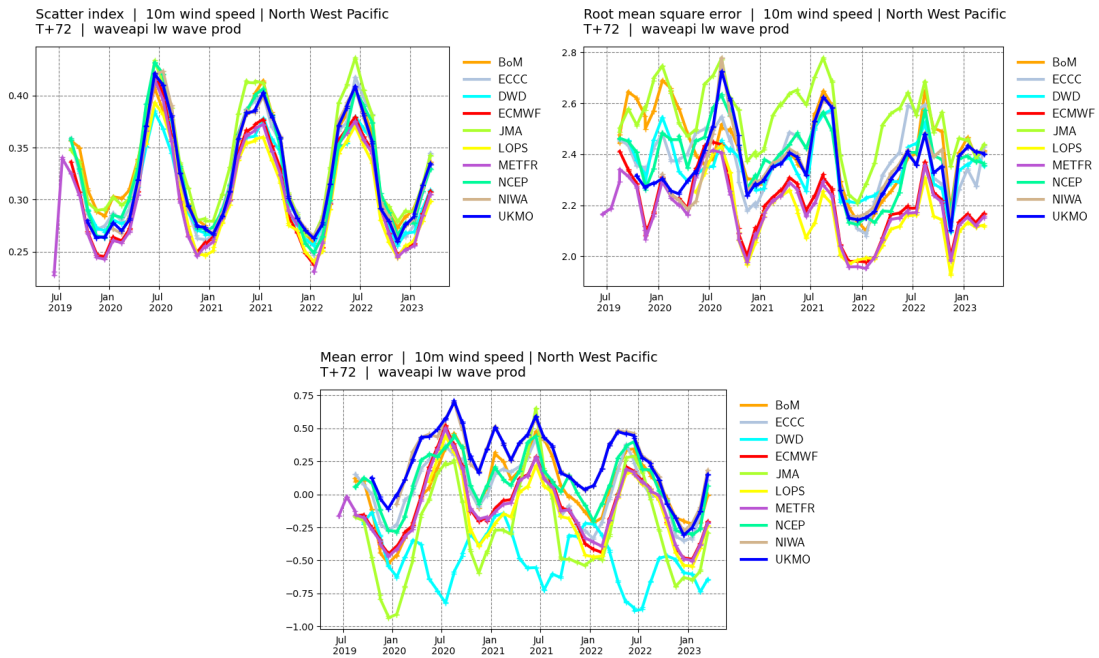 Scatter index | 10m wind speed | North West Pacific
T+72 | waveapi lw wave prod
0.40
0.35
0.30
0.25
Jul
2019
Jan
2020
Jul
2020
Jan
2021
Jul
2021
Jan
2022
Jul
2022
Jan
2023
BoM
ECCC
DWD
ECMWF
JMA
LOPS
METFR
NCEP
NIWA
UKMO
Root mean square error | 10m wind speed | North West Pacific
T+72 | waveapi lw wave prod
2.8
2.6
2.4
2.2
2.0
Jul
2019
Jan
2020
Jul
2020
Jan
2021
Jul
2021
Jan
2022
Jul
2022
Jan
2023
BoM
ECCC
DWD
ECMWF
JMA
LOPS
METFR
NCEP
NIWA
UKMO
Mean error | 10m wind speed | North West Pacific
T+72 | waveapi lw wave prod
0.75
0.50
0.25
0.00
−0.25
−0.50
−0.75
−1.00
Jul
2019
Jan
2020
Jul
2020
Jan
2021
Jul
2021
Jan
2022
Jul
2022
Jan
2023
BoM
ECCC
DWD
ECMWF
JMA
LOPS
METFR
NCEP
NIWA
UKMO